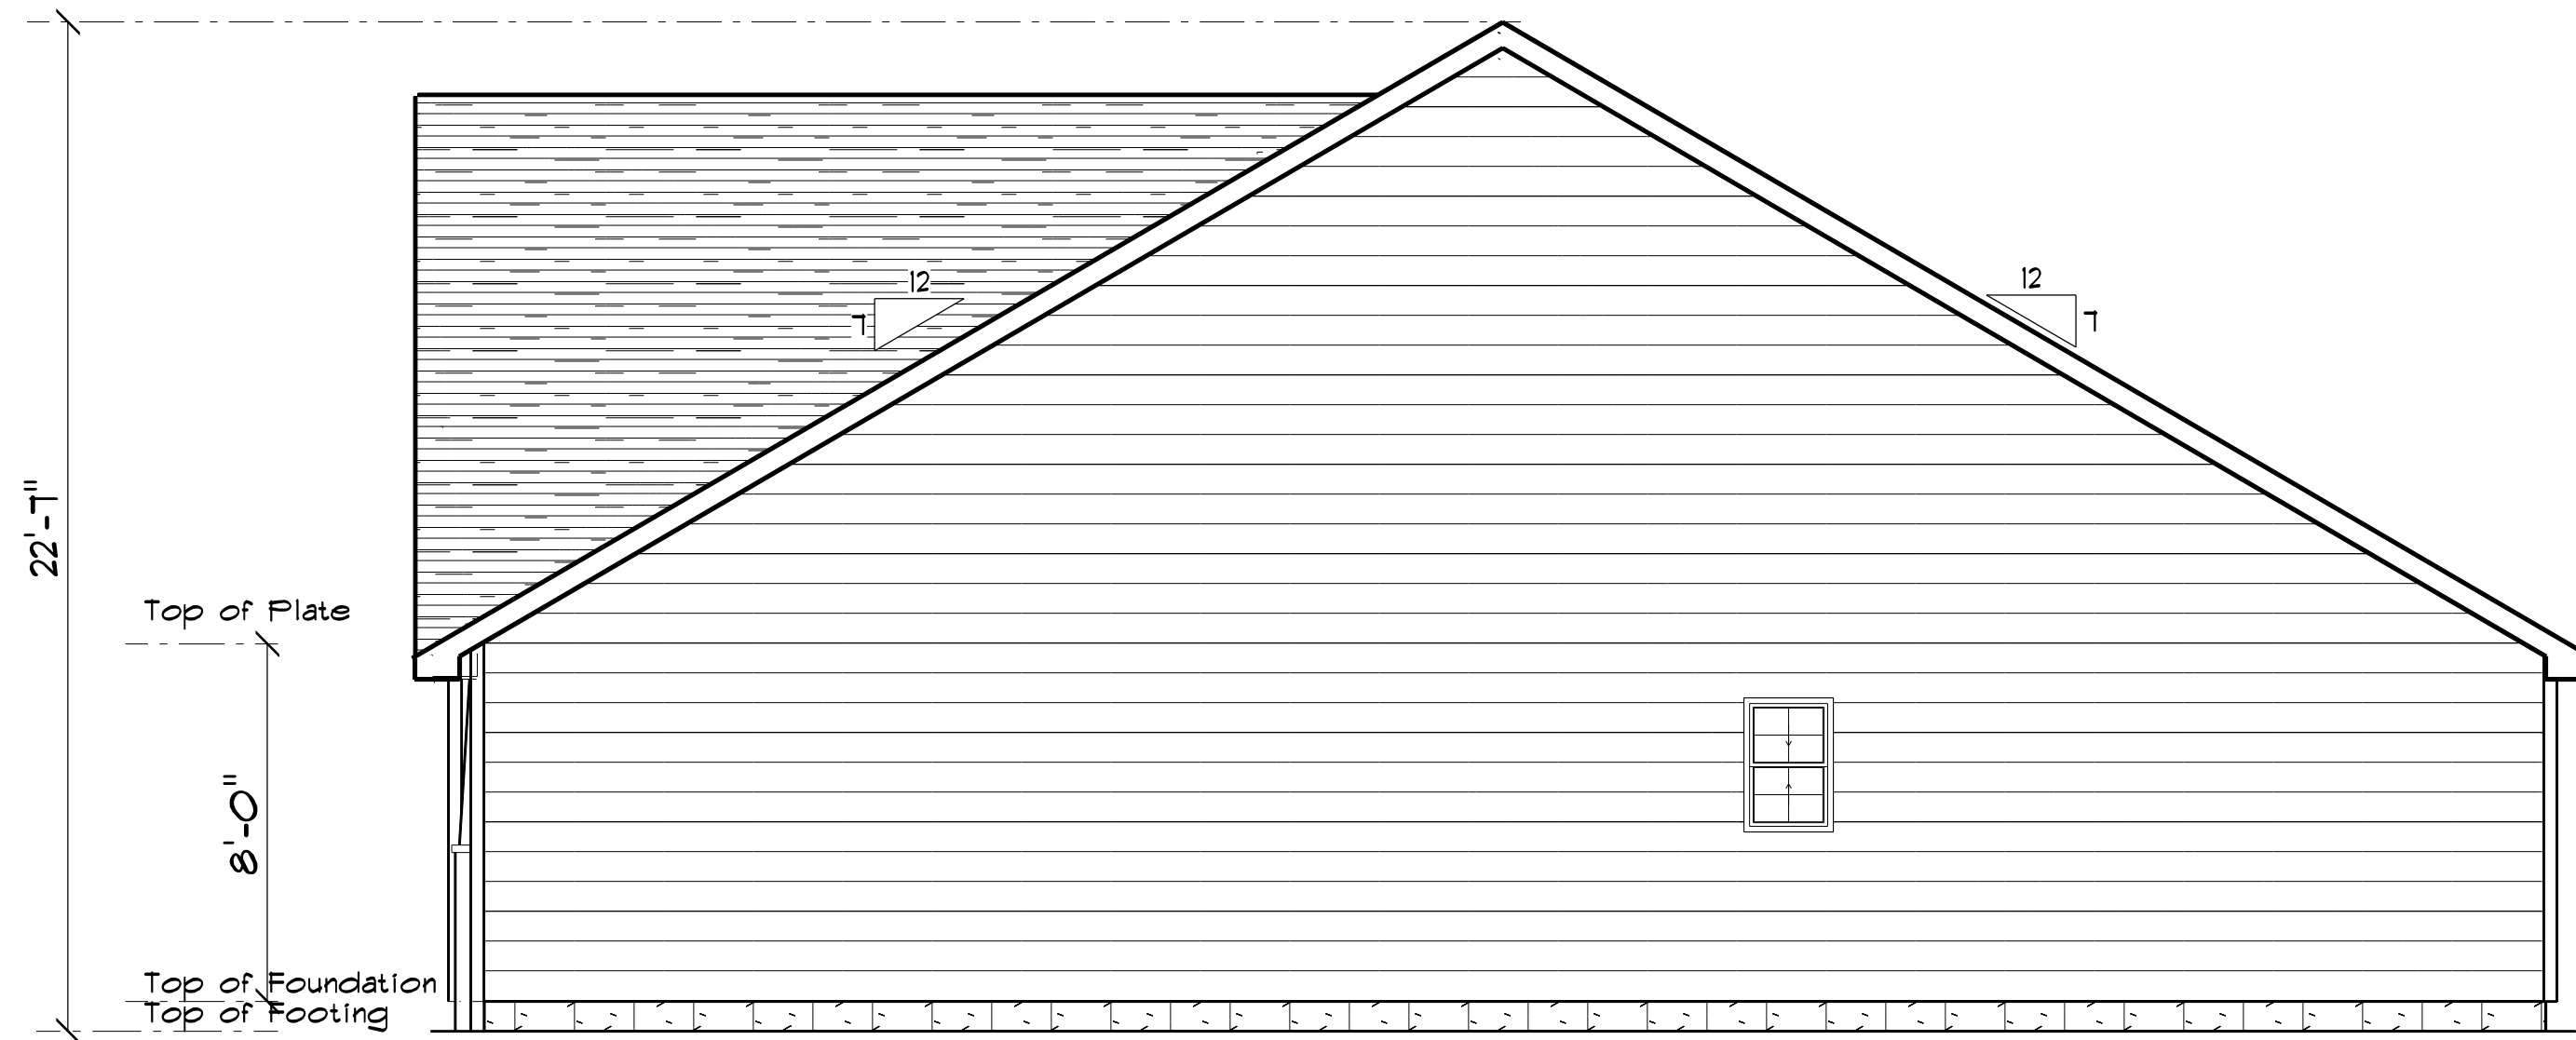 12
7
12
7
22'-7"
Top of Plate
8'-0"
Top of Foundation
Top of Footing